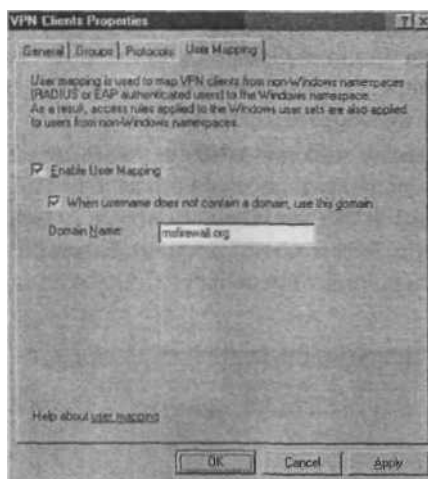 VPN Clients Properties
General Groups Protocols User Mapping
User mapping is used to map VPN clients from non-Windows namespaces
(RADIUS or EAP authenticated users) to the Windows namespace.
As a result, access rules applied to the Windows user sets are also applied
to users from non-Windows namespaces.
Enable User Mapping
When username does not contain a domain, use this domain
Domain Name: msfirewall.org
Help about user mapping
OK Cancel Apply